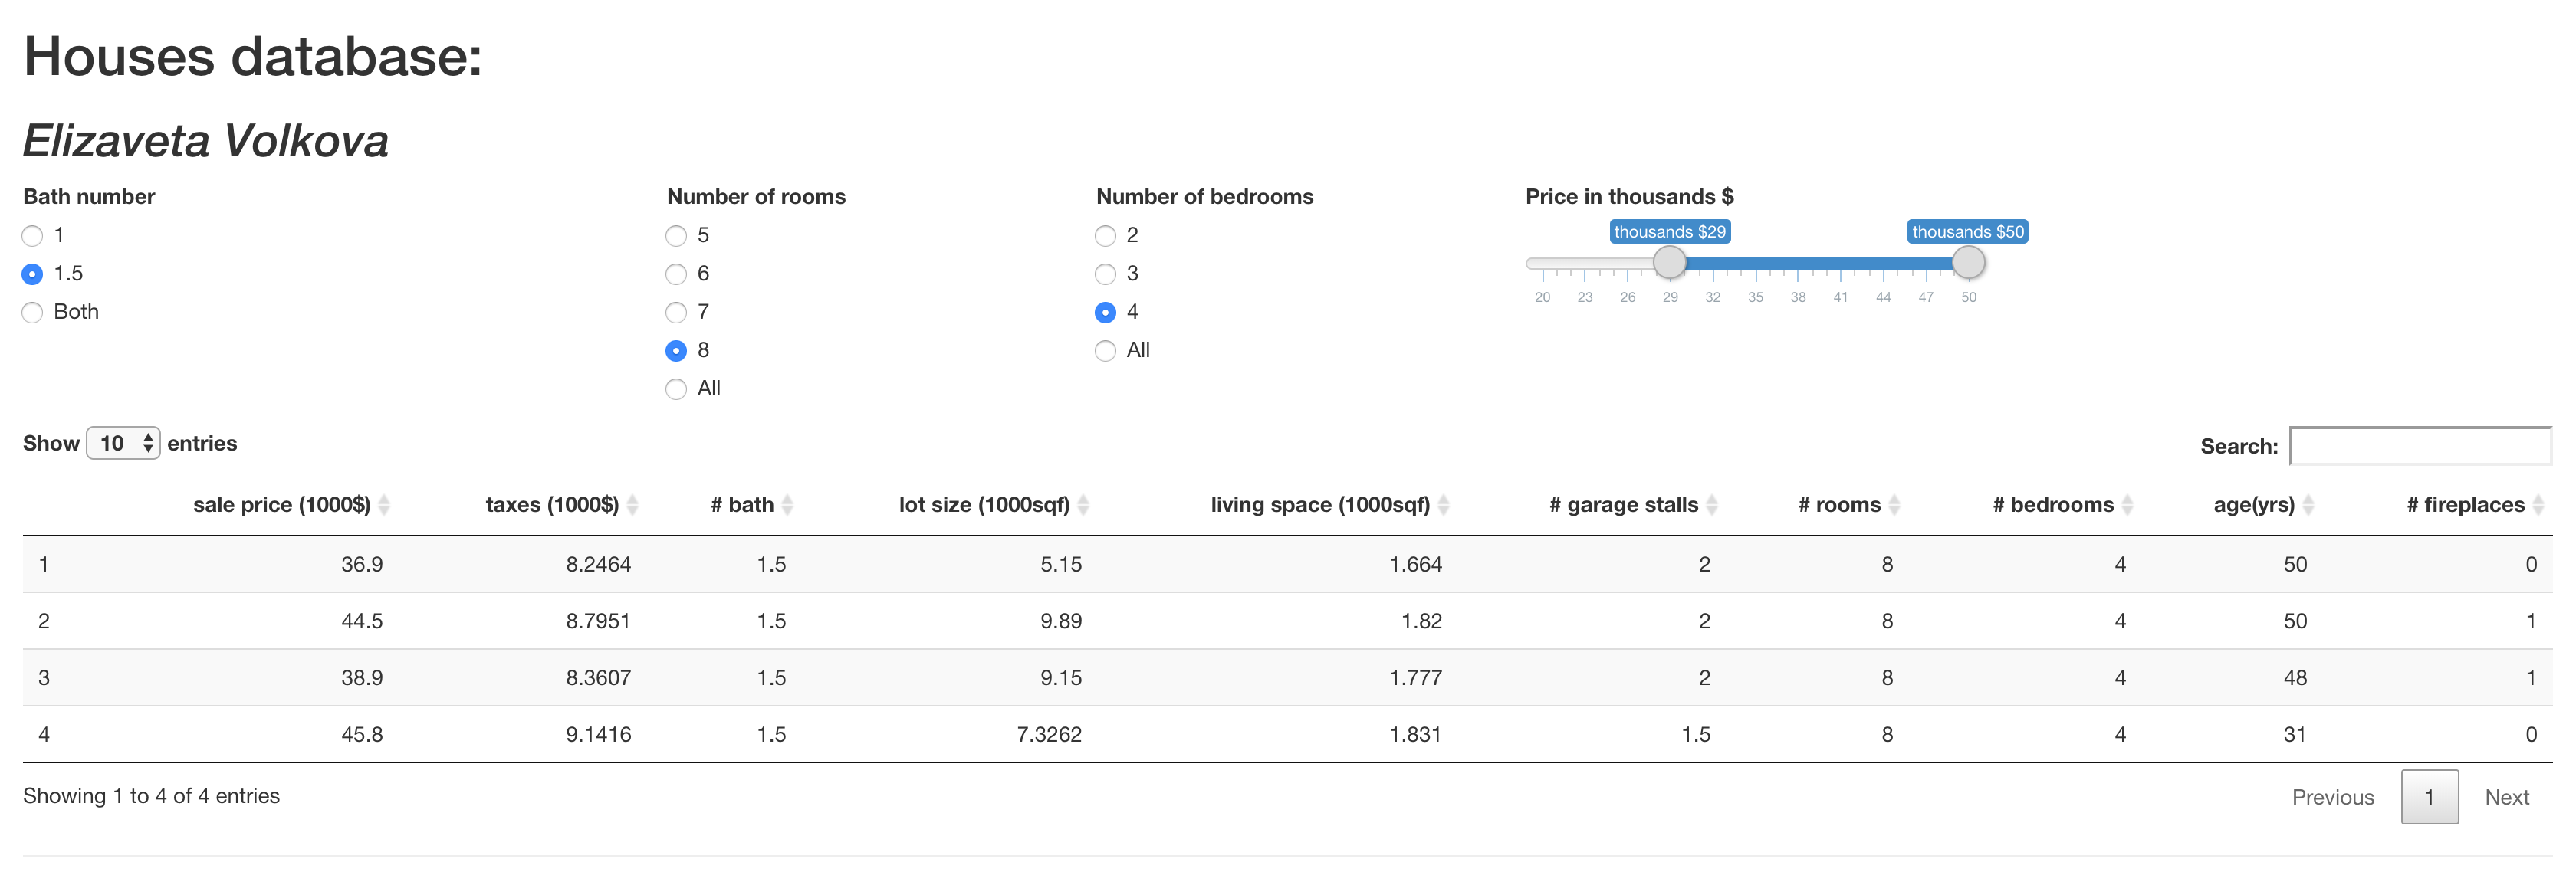 Houses database:
Elizaveta Volkova
Bath number
1
1.5
Both
Number of rooms
5
6
7
8
All
Number of bedrooms
2
3
4
All
Price in thousands $
thousands $29 thousands $50
20 23 26 29 32 35 38 41 44 47 50
Show 10 entries
Search:
sale price (1000$) taxes (1000$) # bath lot size (1000sqf) living space (1000sqf) # garage stalls # rooms # bedrooms age(yrs) # fireplaces
1 36.9 8.2464 1.5 5.15 1.664 2 8 4 50 0
2 44.5 8.7951 1.5 9.89 1.82 2 8 4 50 1
3 38.9 8.3607 1.5 9.15 1.777 2 8 4 48 1
4 45.8 9.1416 1.5 7.3262 1.831 1.5 8 4 31 0
Showing 1 to 4 of 4 entries
Previous 1 Next